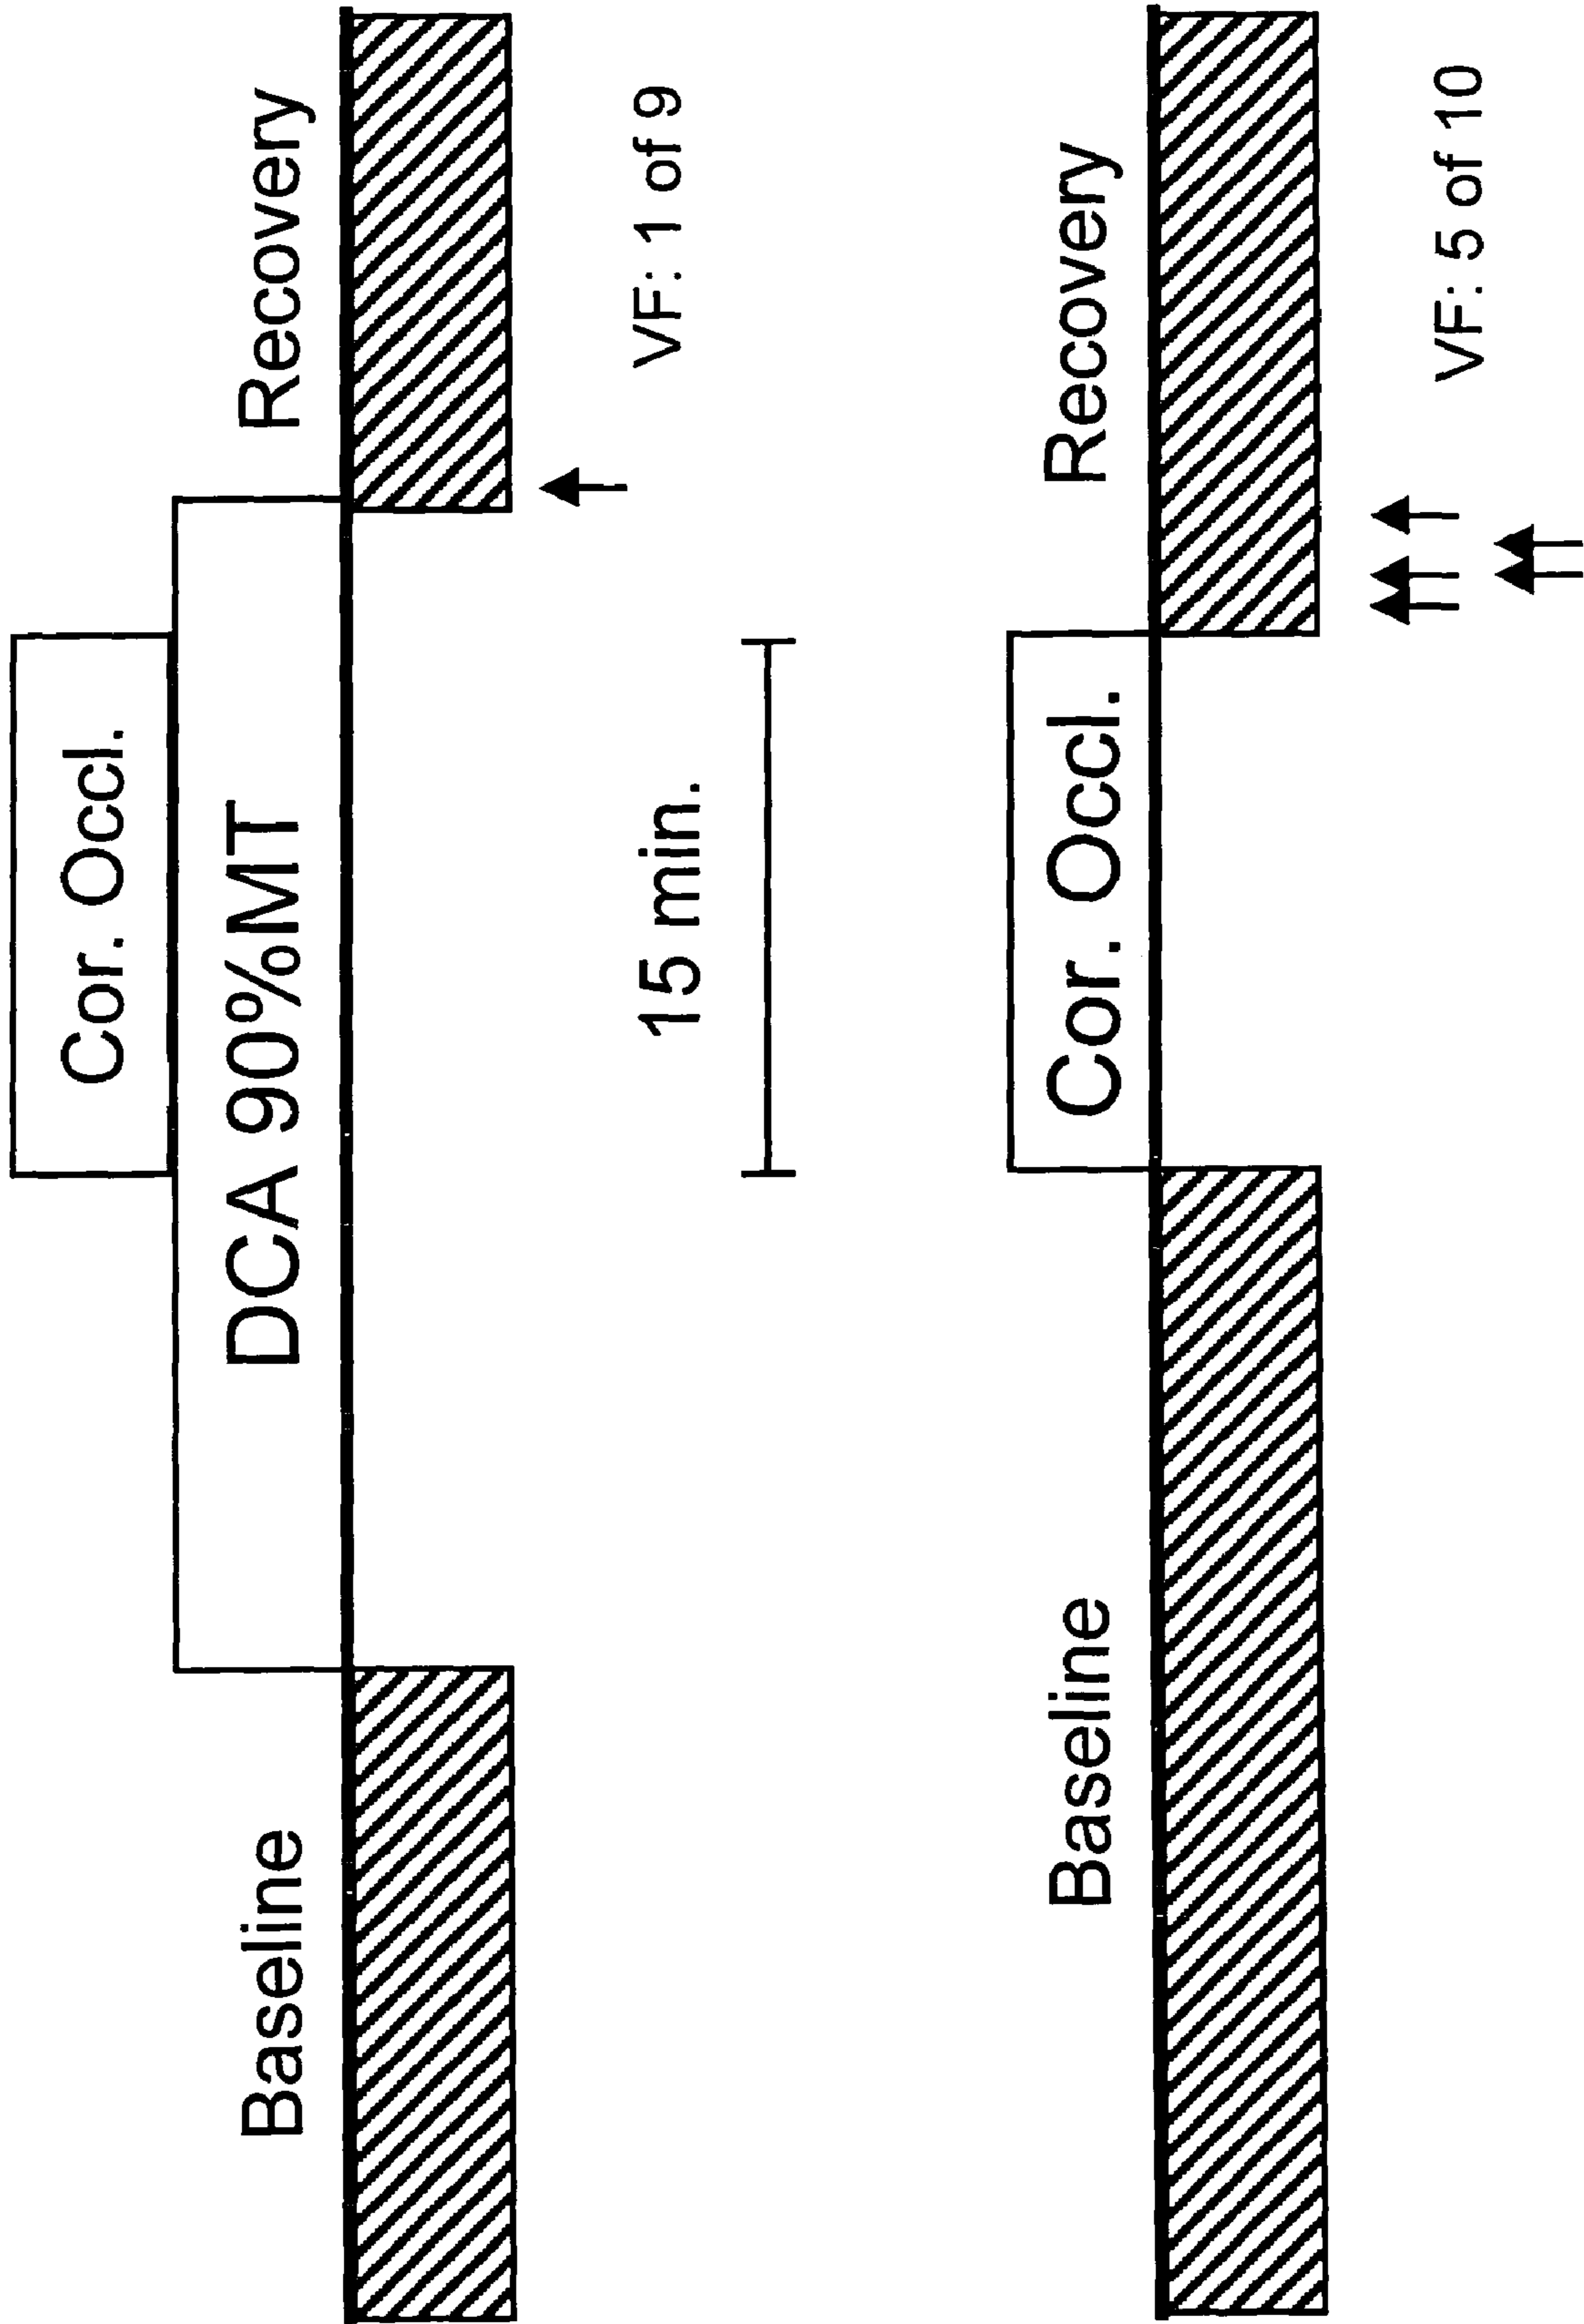 Cor. Occl.
Baseline
DCA 90%MT
Recovery
VF: 1 of 9
15 min.
Baseline
Cor. Occl.
Recovery
VF: 5 of 10